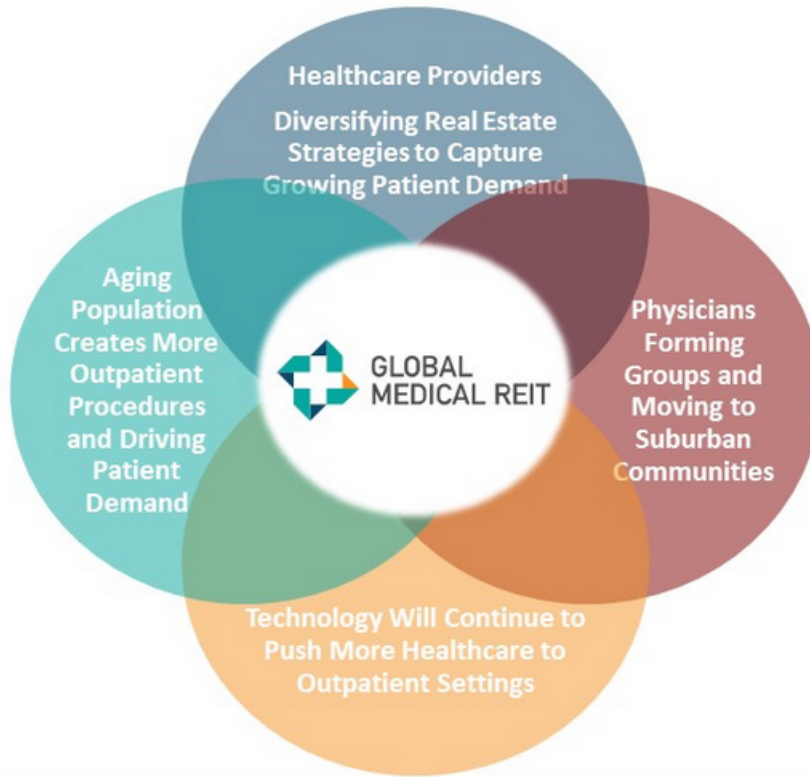 Healthcare Providers
Diversifying Real Estate
Strategies to Capture
Growing Patient Demand
Aging
Population
Creates More
Outpatient
Procedures
and Driving
Patient
Demand
GLOBAL
MEDICAL REIT
Physicians
Forming
Groups and
Moving to
Suburban
Communities
Technology Will Continue to
Push More Healthcare to
Outpatient Settings